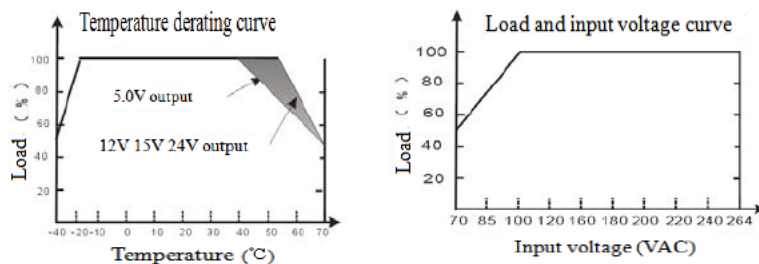 Temperature derating curve
Load （%）
100
80
60
40
20
5.0V output
12V 15V 24V output
-40 -20 -10 0 10 20 30 40 50 60 70
Temperature (℃)
Load and input voltage curve
Load （%）
100
80
60
40
20
70 85 100 120 160 180 200 220 240 264
Input voltage (VAC)